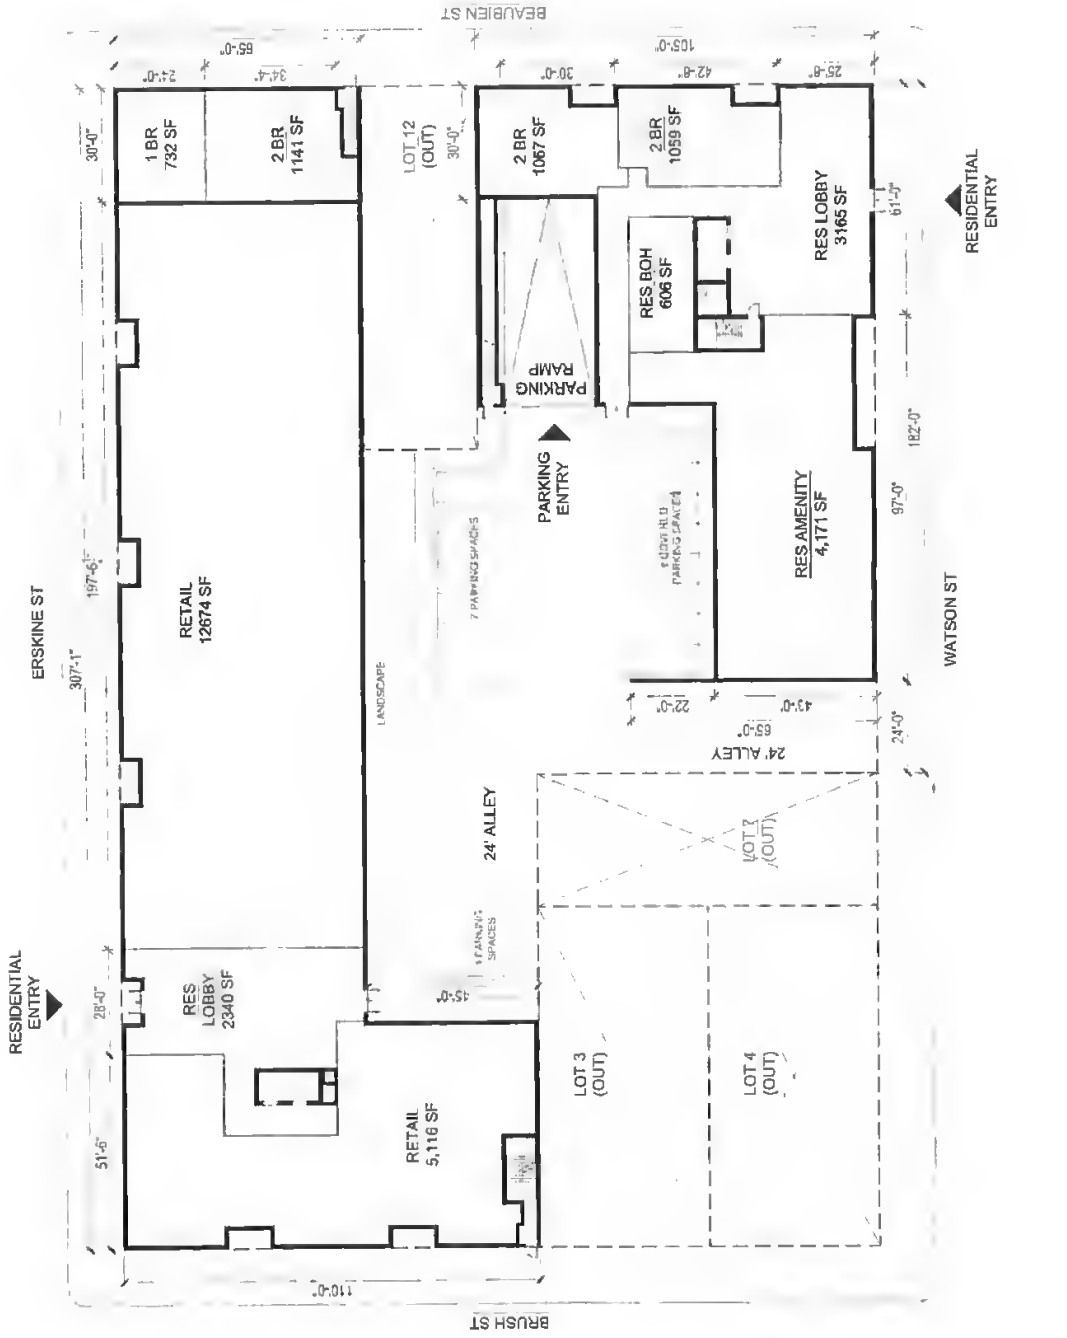 BEAUBIEN ST
65'-0"
105'-0"
24'-0"
34'-4"
30'-0"
42'-8"
25'-8"
30'-0"
1 BR
732 SF
2 BR
1141 SF
LOT 12
(OUT)
30'-0"
2 BR
1067 SF
2 BR
1059 SF
RES LOBBY
3165 SF
61'-0"
RESIDENTIAL
ENTRY
RES BOH
606 SF
PARKING
RAMP
PARKING
ENTRY
182'-0"
97'-0"
RES AMENITY
4,171 SF
PARKING SPACES
7 PARKING SPACES
ERSKINE ST
197'-6
307'-1"
RETAIL
12674 SF
WATSON ST
LANDSCAPE
22'-0"
43'-0"
65'-0"
24'-0"
24' ALLEY
24' ALLEY
LOT 7
(OUT)
PARKING
SPACES
RESIDENTIAL
ENTRY
28'-0"
RES
LOBBY
2340 SF
45'-0"
LOT 3
(OUT)
LOT 4
(OUT)
51'-6"
RETAIL
5,116 SF
110'-0"
BRUSH ST